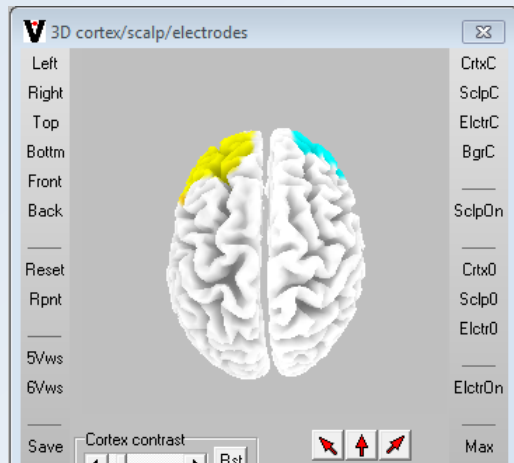 3D cortex/scalp/electrodes
Left
Right
Top
Bottm
Front
Back
Reset
Rpnt
5Vws
6Vws
Save
Cortex contrast
Rst
CrtxC
SclpC
ElctrC
BgrC
SclpOn
Crtx0
Sclp0
Elctr0
ElctrOn
Max